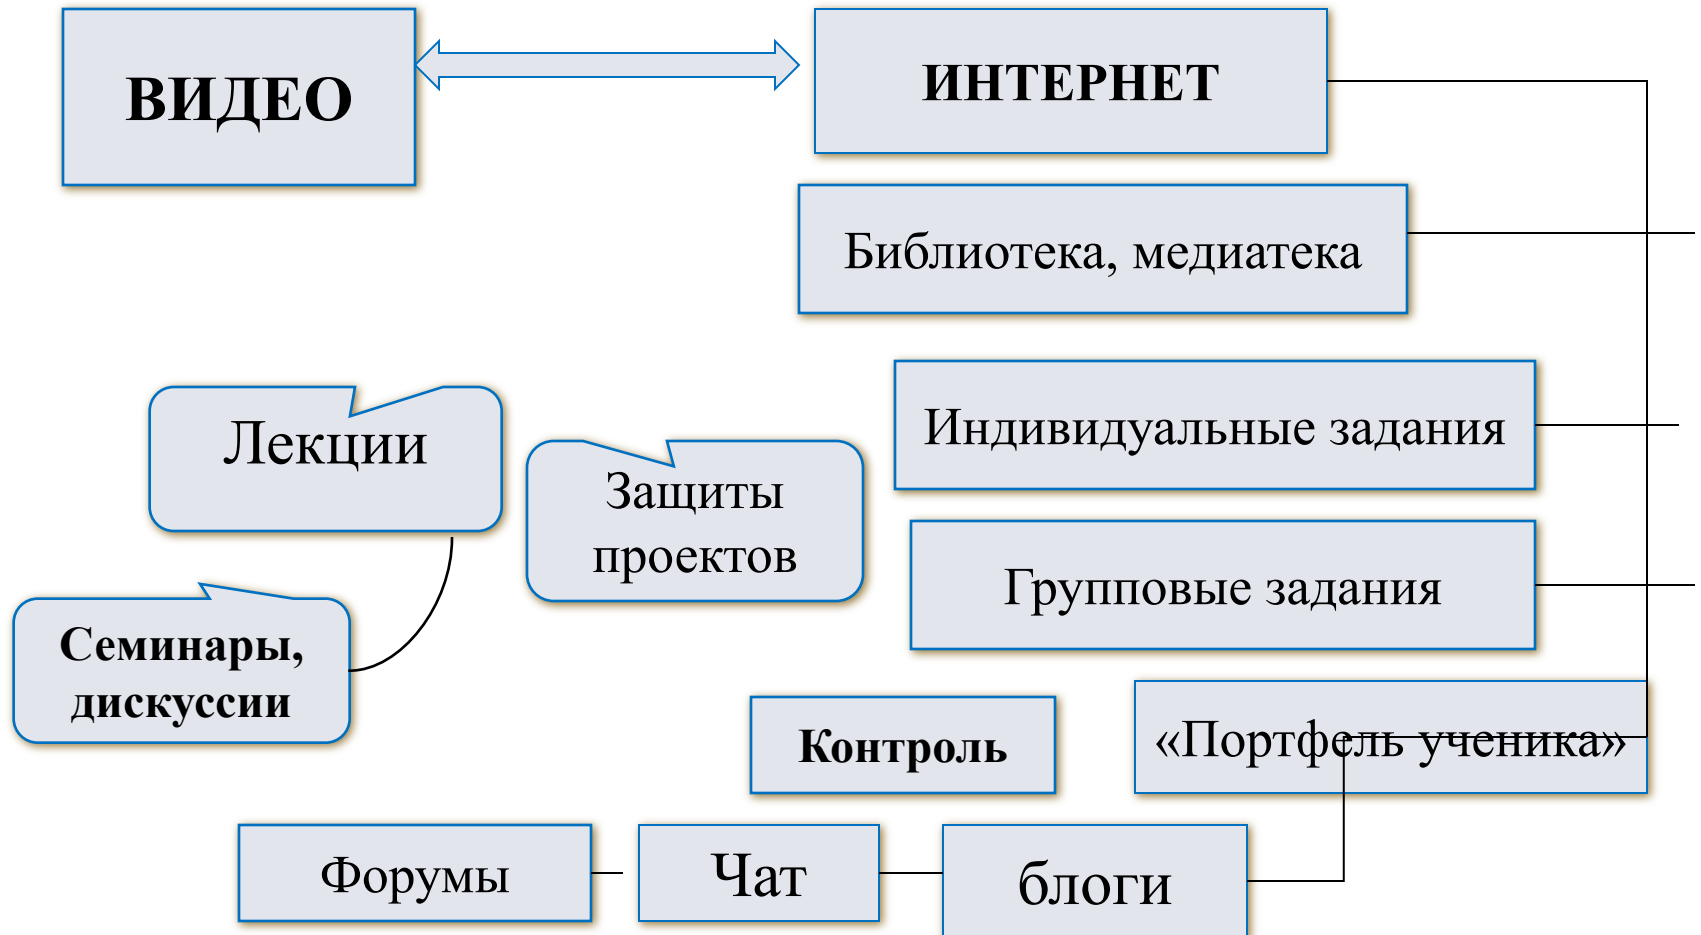 ВИДЕО
ИНТЕРНЕТ
Библиотека, медиатека
Лекции
Индивидуальные задания
Защиты
проектов
Групповые задания
Семинары,
дискуссии
Контроль
«Портфель ученика»
Форумы
Чат
блоги